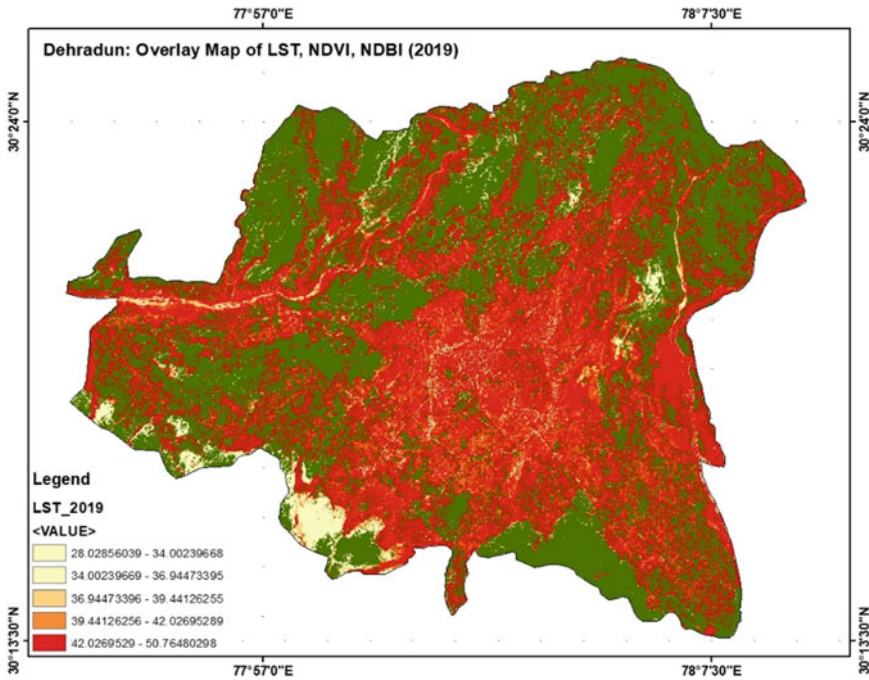 77°57'0"E 78°7'30"E
Dehradun: Overlay Map of LST, NDVI, NDBI (2019)
30°24'0"N 30°24'0"N
Legend
LST_2019
<VALUE>
28.02856039 - 34.00239668
34.00239669 - 36.94473395
36.94473396 - 39.44126255
39.44126256 - 42.02695289
42.0269529 - 50.76480298
30°13'30"N 30°13'30"N
77°57'0"E 78°7'30"E